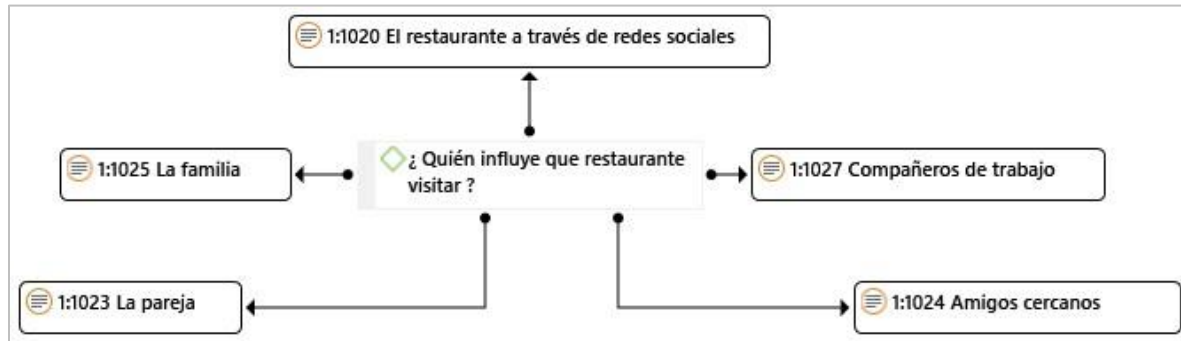 1:1020 El restaurante a través de redes sociales
1:1025 La familia
¿ Quién influye que restaurante
visitar ?
1:1027 Compañeros de trabajo
1:1023 La pareja
1:1024 Amigos cercanos